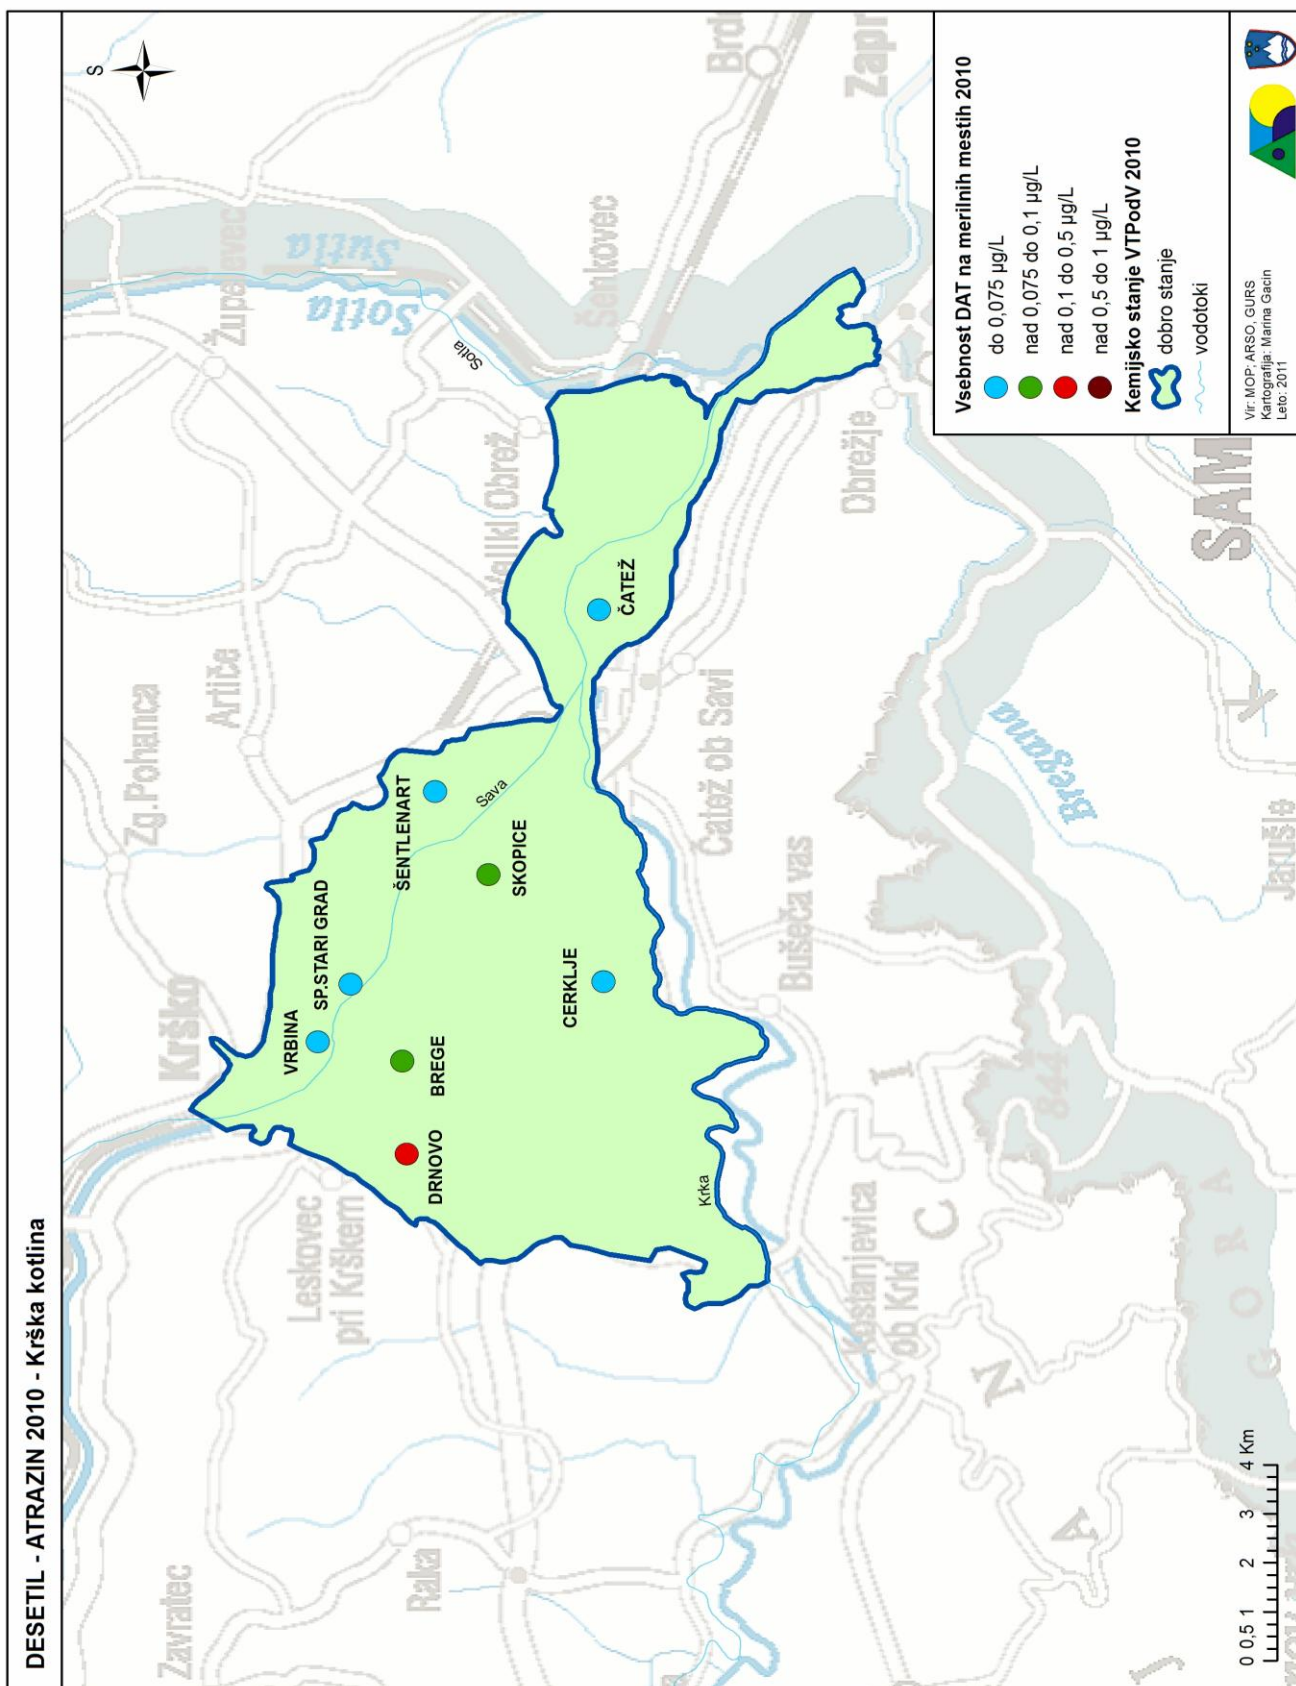 DESETIL - ATRAZIN 2010 - Krška kotlina
S
Zavratec
Raka
Leskovec
pri Krškem
Krško
Zg.Pohanca
Artiče
Župelevec
Sutla
Sotla
Sotla
Šenkovec
Brdo
Zapr
Veliki Obrež
Obrežje
VRBINA
SP.STARI GRAD
ŠENTLENART
Sava
SKOPICE
BREGE
DRNOVO
CERKLJE
ČATEŽ
Čatež ob Savi
Bušeča vas
Krka
Kostanjevica
ob Krki
Bregana
Jarušje
SAM
844
J
A
N
C
I
GORA
0 0,5 1 2 3 4 Km
Vsebnost DAT na merilnih mestih 2010
do 0,075 µg/L
nad 0,075 do 0,1 µg/L
nad 0,1 do 0,5 µg/L
nad 0,5 do 1 µg/L
Kemijsko stanje VTPodV 2010
dobro stanje
vodotoki
Vir: MOP; ARSO, GURS
Kartografija: Marina Gacin
Leto: 2011